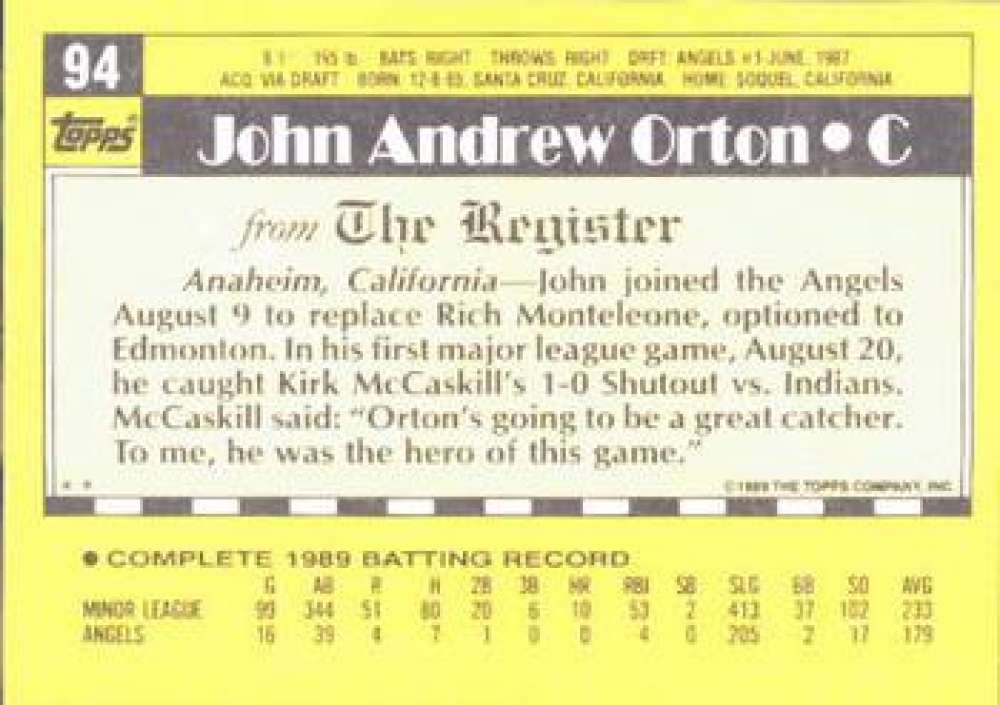 94
6'1" 195 lb. BATS RIGHT THROWS RIGHT DRFT ANGELS #1-JUNE, 1987
ACQ VIA DRAFT BORN 12-8-65, SANTA CRUZ, CALIFORNIA HOME SOQUEL, CALIFORNIA
topps®
John Andrew Orton • C
from The Register
Anaheim, California—John joined the Angels
August 9 to replace Rich Monteleone, optioned to
Edmonton. In his first major league game, August 20,
he caught Kirk McCaskill's 1-0 Shutout vs. Indians.
McCaskill said: "Orton's going to be a great catcher.
To me, he was the hero of this game."
* *
© 1989 THE TOPPS COMPANY, INC.
• COMPLETE 1989 BATTING RECORD
G AB R H 2B 3B HR RBI SB SLG BB SO AVG
MINOR LEAGUE 99 344 51 80 20 6 10 53 2 .413 37 102 .233
ANGELS 16 39 4 7 1 0 0 4 0 .205 2 17 .179